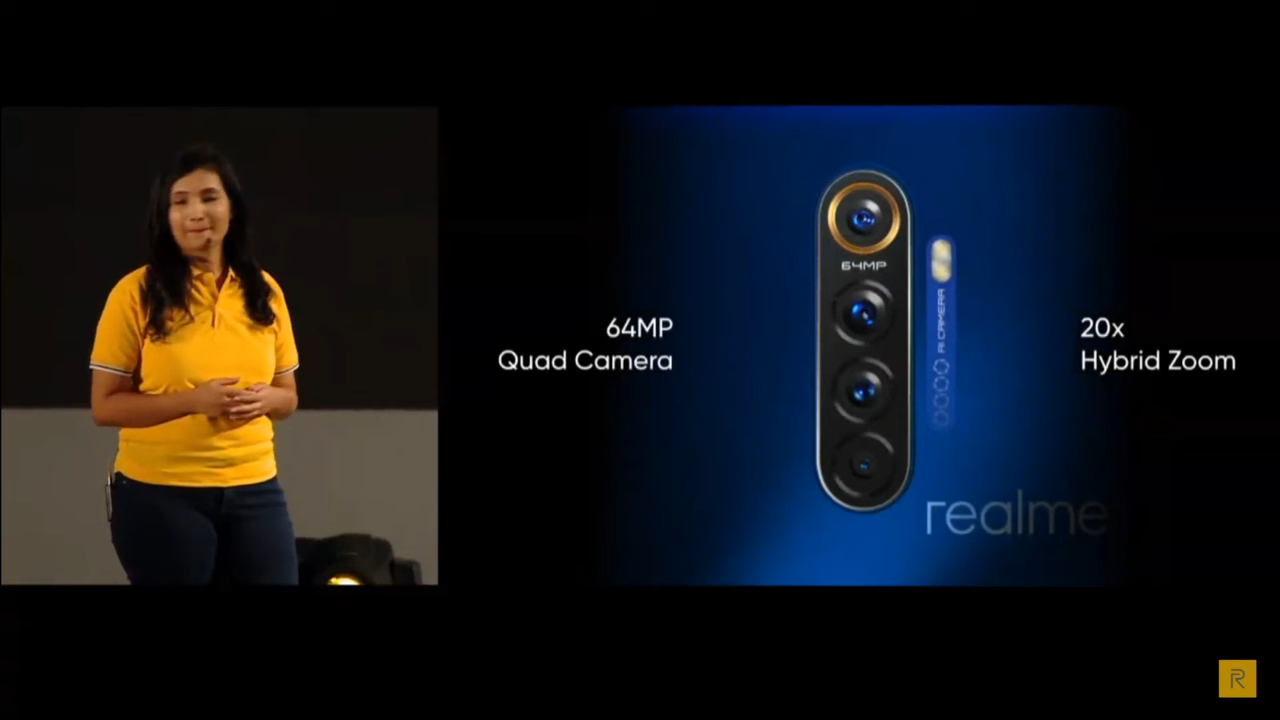 64MP
Quad Camera
64MP
AI CAMERA
realme
20x
Hybrid Zoom
R